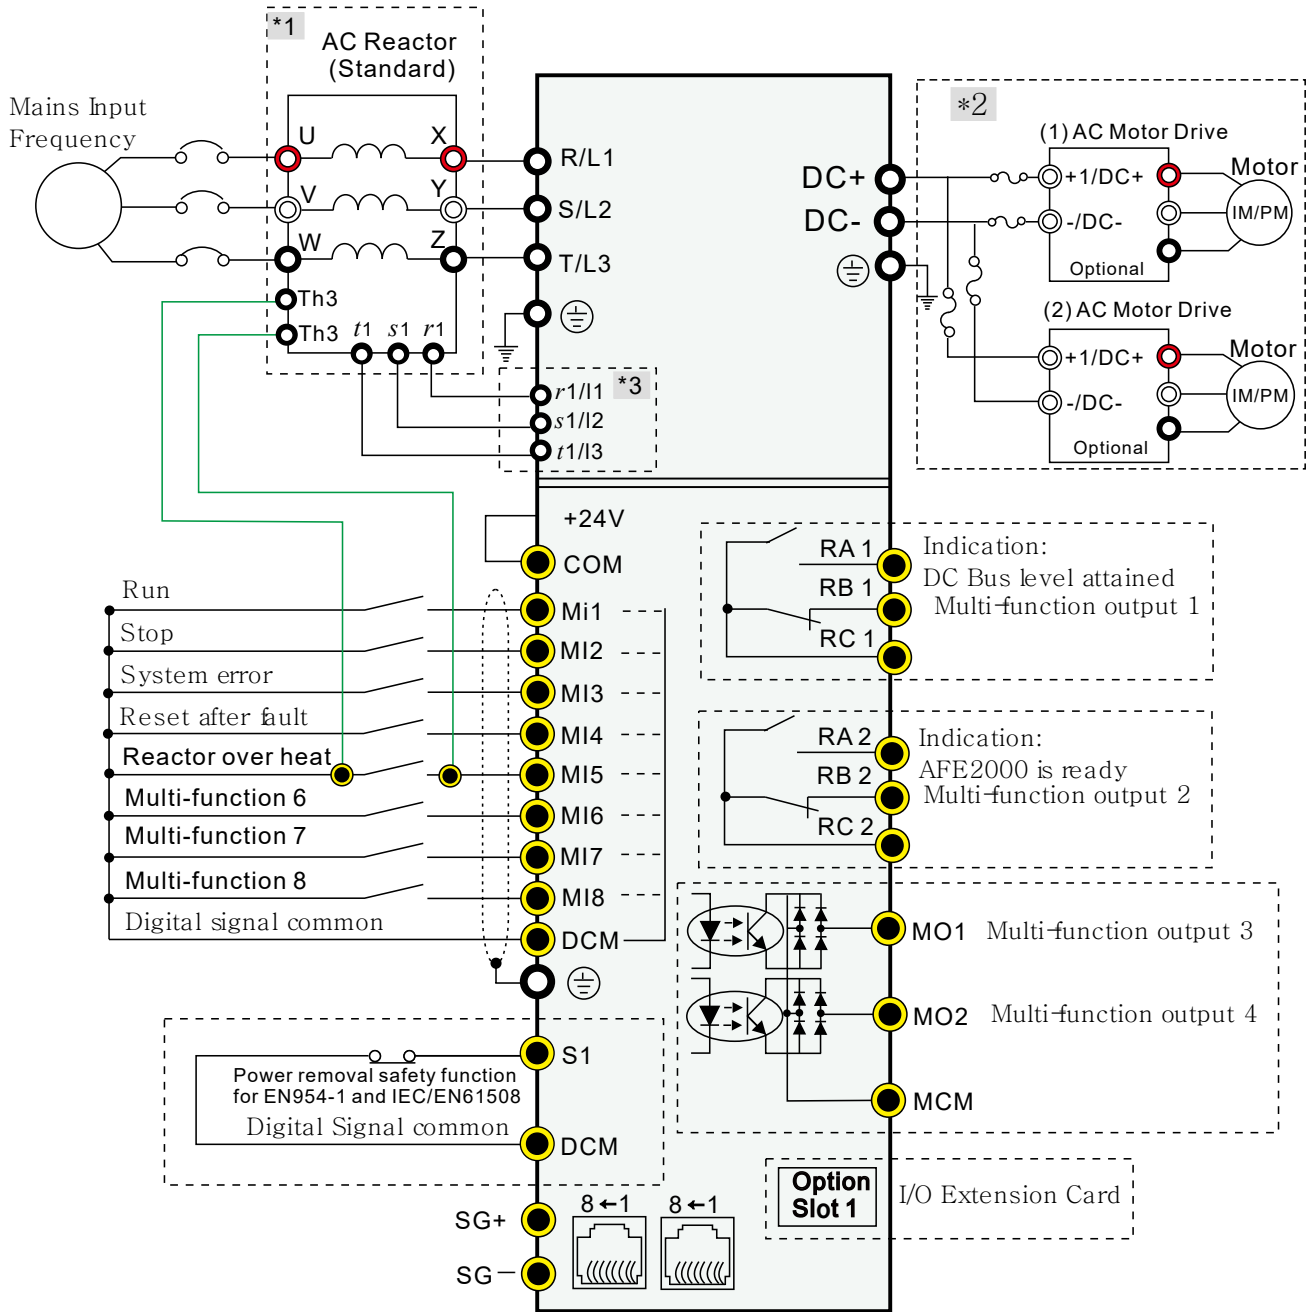 *1
AC Reactor
(Standard)
Mains Input
Frequency
U
X
V
Y
W
Z
Th3
Th3
t1 s1 r1
R/L1
S/L2
T/L3
r1/I1
*3
s1/I2
t1/I3
DC+
DC-
*2
(1) AC Motor Drive
+1/DC+
-/DC-
Optional
Motor
IM/PM
(2) AC Motor Drive
+1/DC+
-/DC-
Optional
Motor
IM/PM
+24V
COM
Run
Mi1
Stop
MI2
System error
MI3
Reset after fault
MI4
Reactor over heat
MI5
Multi-function 6
MI6
Multi-function 7
MI7
Multi-function 8
MI8
Digital signal common
DCM
S1
Power removal safety function
for EN954-1 and IEC/EN61508
Digital Signal common
DCM
SG+
SG—
8←1
8←1
RA 1
RB 1
RC 1
Indication:
DC Bus level attained
Multi-function output 1
RA 2
RB 2
RC 2
Indication:
AFE2000 is ready
Multi-function output 2
MO1 Multi-function output 3
MO2 Multi-function output 4
MCM
Option
Slot 1
I/O Extension Card